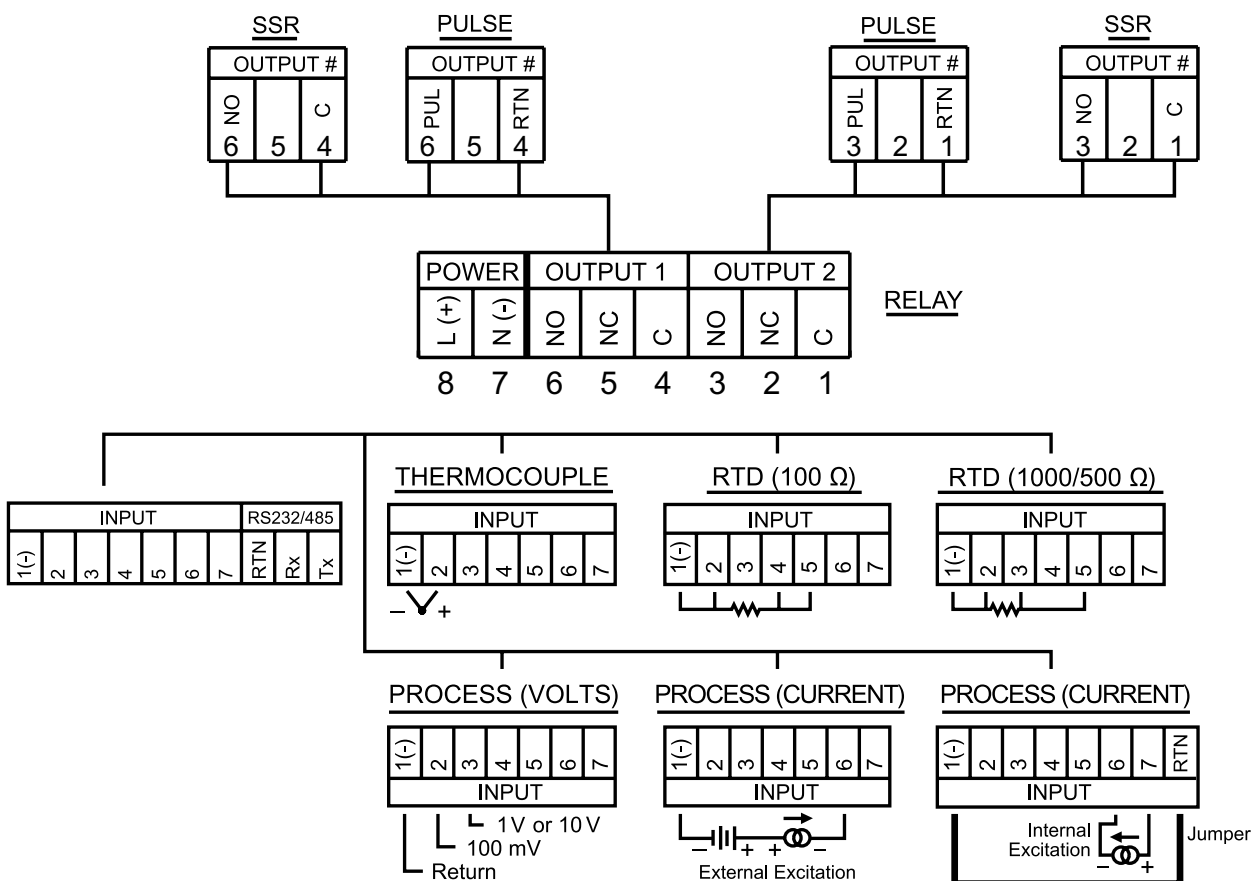 SSR PULSE PULSE SSR
OUTPUT # OUTPUT # OUTPUT # OUTPUT #
NO C PUL RTN PUL RTN NO C
6 5 4 6 5 4 3 2 1 3 2 1
POWER OUTPUT 1 OUTPUT 2
RELAY
L (+) N (-) NO NC C NO NC C
8 7 6 5 4 3 2 1
THERMOCOUPLE RTD (100 Ω) RTD (1000/500 Ω)
INPUT RS232/485 INPUT INPUT INPUT
1(-) 2 3 4 5 6 7 RTN Rx Tx
1(-) 2 3 4 5 6 7
1(-) 2 3 4 5 6 7
1(-) 2 3 4 5 6 7
– +
PROCESS (VOLTS) PROCESS (CURRENT) PROCESS (CURRENT)
1(-) 2 3 4 5 6 7
1(-) 2 3 4 5 6 7
1(-) 2 3 4 5 6 7 RTN
INPUT INPUT INPUT
1V or 10 V
100 mV
Return
– + + –
External Excitation
Internal
Excitation
– +
Jumper